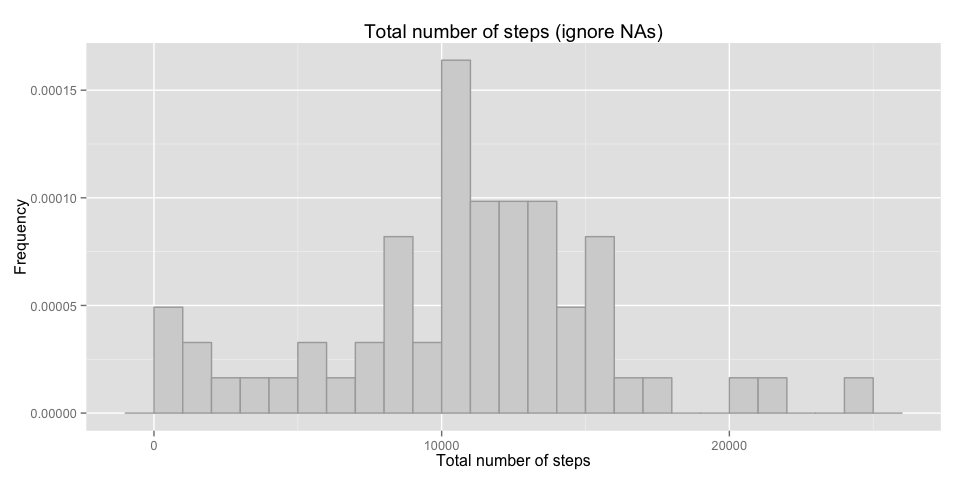 Total number of steps (ignore NAs)
Frequency
0.00015
0.00010
0.00005
0.00000
0
10000
20000
Total number of steps